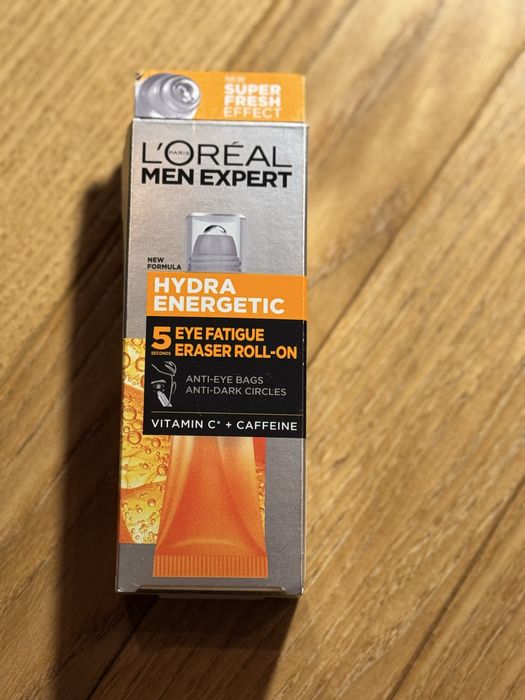 NEW
SUPER
FRESH
EFFECT
L'ORÉAL
PARIS
MEN EXPERT
NEW
FORMULA
HYDRA
ENERGETIC
5 EYE FATIGUE
SECONDS ERASER ROLL-ON
ANTI-EYE BAGS
ANTI-DARK CIRCLES
VITAMIN C* + CAFFEINE